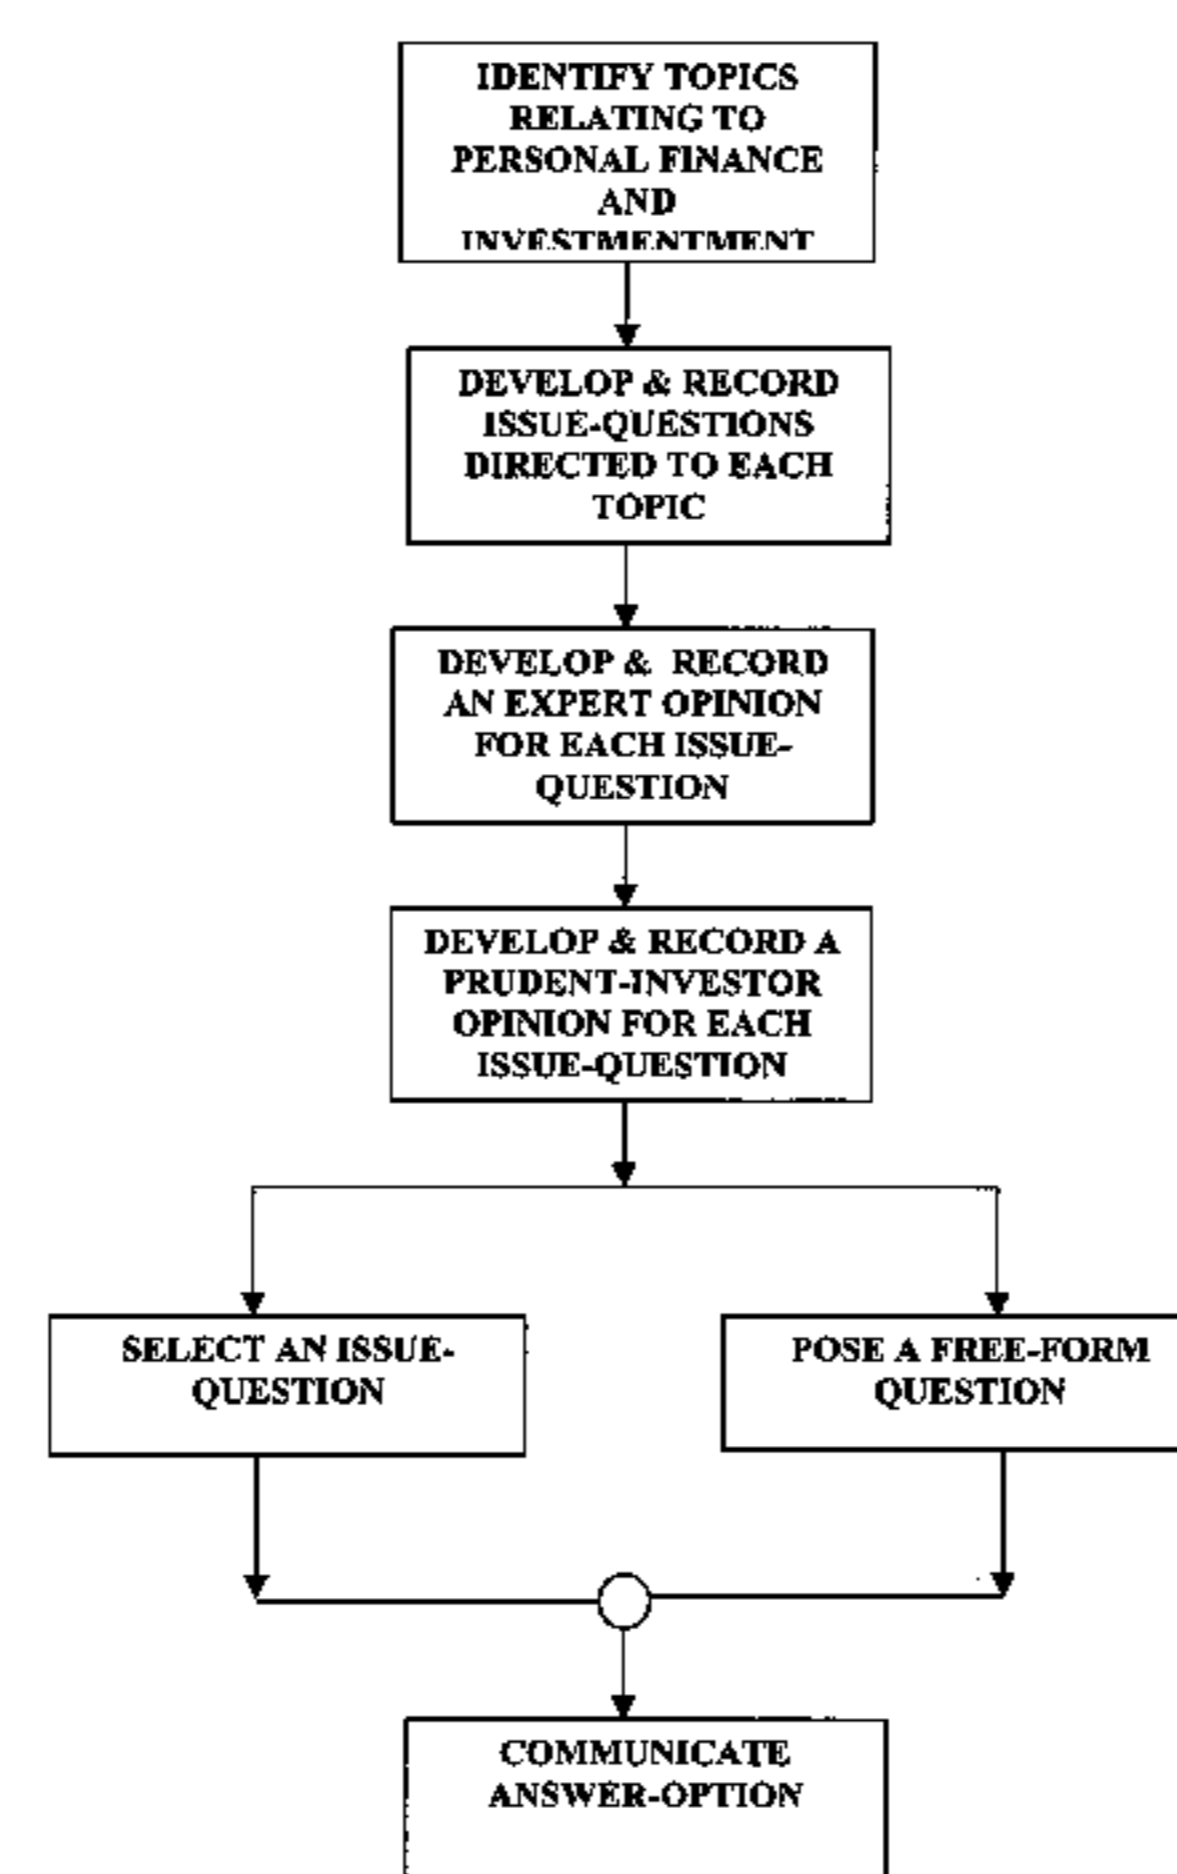 IDENTIFY TOPICS
RELATING TO
PERSONAL FINANCE
AND
INVESTMENTMENT
DEVELOP & RECORD
ISSUE-QUESTIONS
DIRECTED TO EACH
TOPIC
DEVELOP & RECORD
AN EXPERT OPINION
FOR EACH ISSUE-
QUESTION
DEVELOP & RECORD A
PRUDENT-INVESTOR
OPINION FOR EACH
ISSUE-QUESTION
SELECT AN ISSUE-
QUESTION
POSE A FREE-FORM
QUESTION
COMMUNICATE
ANSWER-OPTION